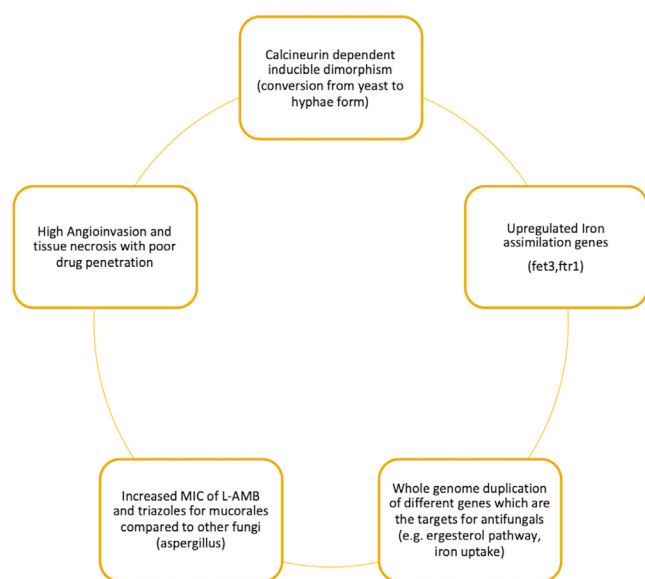 Calcineurin dependent
inducible dimorphism
(conversion from yeast to
hyphae form)
Upregulated Iron
assimilation genes
(fet3,ftr1)
Whole genome duplication
of different genes which are
the targets for antifungals
(e.g. ergesterol pathway,
iron uptake)
Increased MIC of L-AMB
and triazoles for mucorales
compared to other fungi
(aspergillus)
High Angioinvasion and
tissue necrosis with poor
drug penetration